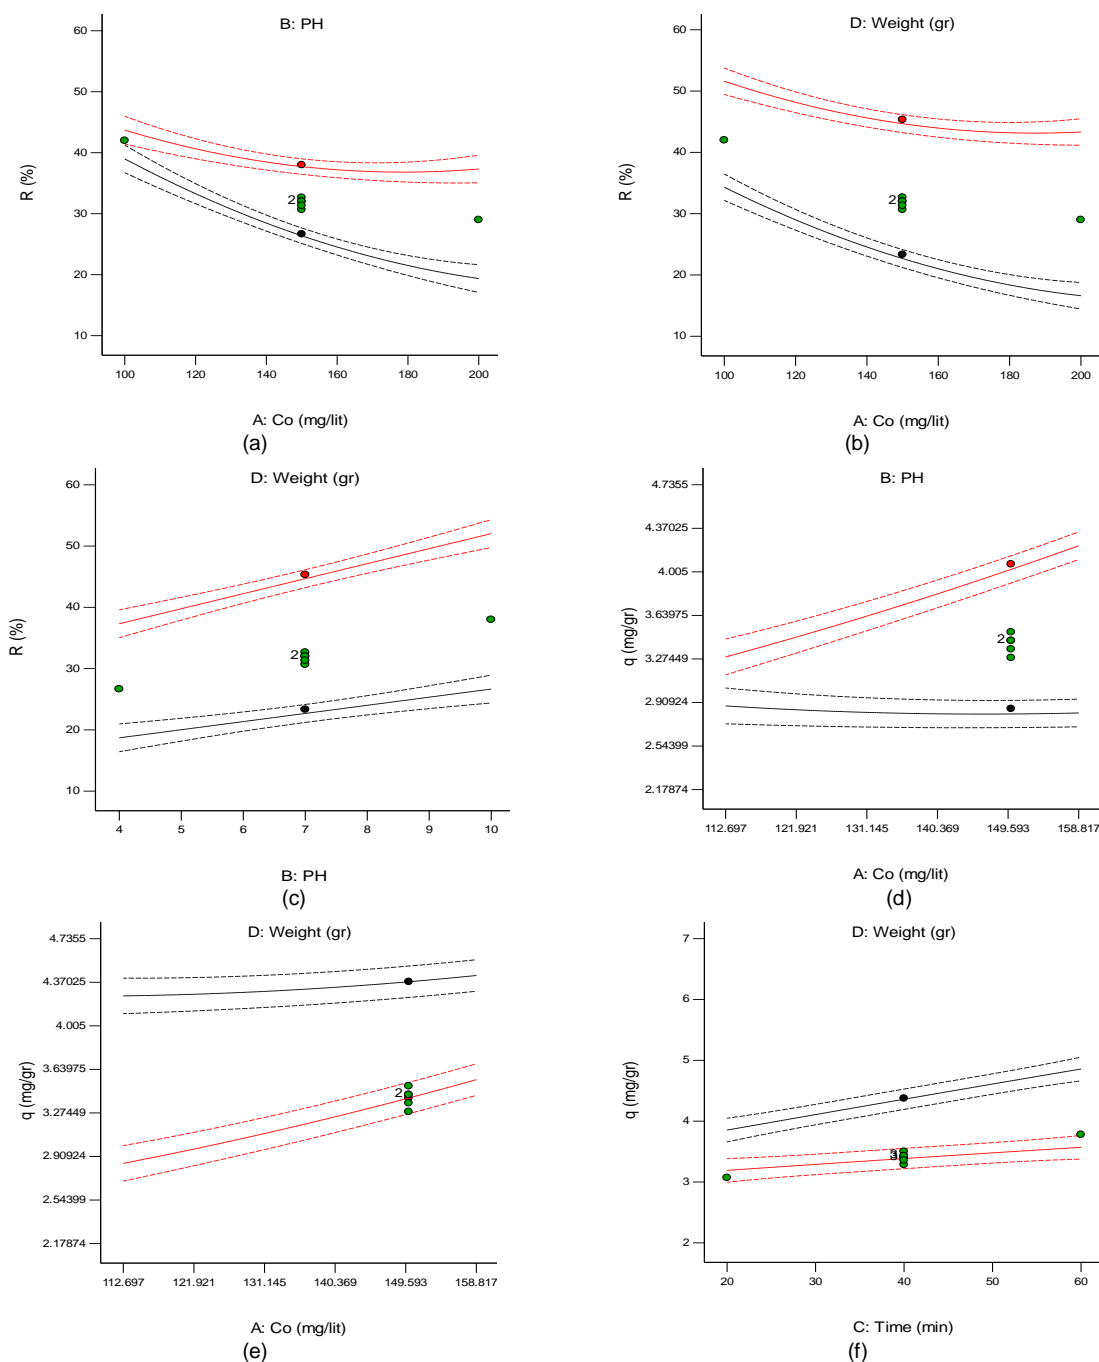 B: PH
60
50
40
30
20
10
R (%)
2
100 120 140 160 180 200
A: Co (mg/lit)
(a)
D: Weight (gr)
60
50
40
30
20
10
R (%)
2
100 120 140 160 180 200
A: Co (mg/lit)
(b)
D: Weight (gr)
60
50
40
30
20
10
R (%)
2
4 5 6 7 8 9 10
B: PH
(c)
B: PH
4.7355
4.37025
4.005
3.63975
3.27449
2.90924
2.54399
2.17874
q (mg/gr)
2
112.697 121.921 131.145 140.369 149.593 158.817
A: Co (mg/lit)
(d)
D: Weight (gr)
4.7355
4.37025
4.005
3.63975
3.27449
2.90924
2.54399
2.17874
q (mg/gr)
2
112.697 121.921 131.145 140.369 149.593 158.817
A: Co (mg/lit)
(e)
D: Weight (gr)
7
6
5
4
3
2
q (mg/gr)
20 30 40 50 60
C: Time (min)
(f)